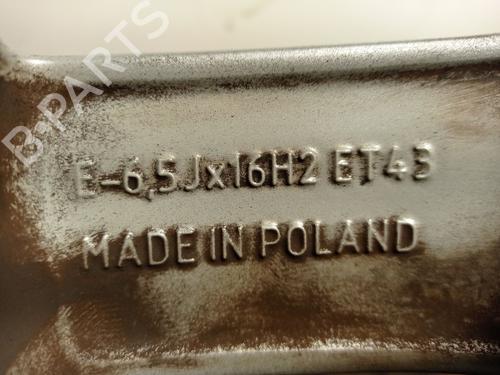 B-PARTS
E-6,5Jx16H2 ET43
MADE IN POLAND